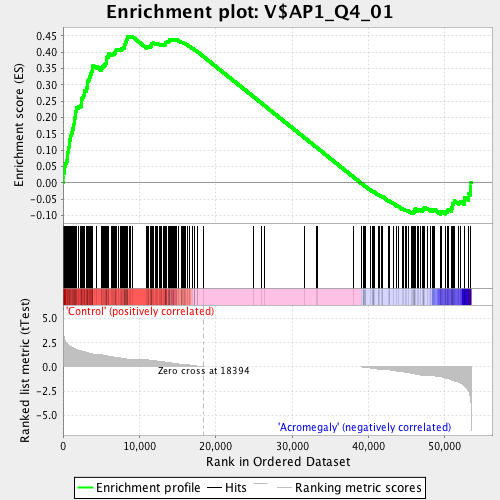 Enrichment plot: V$AP1_Q4_01
Enrichment score (ES)
0.45
0.40
0.35
0.30
0.25
0.20
0.15
0.10
0.05
0.00
-0.05
-0.10
'Control' (positively correlated)
Ranked list metric (tTest)
5.0
2.5
0.0
-2.5
-5.0
Zero cross at 18394
'Acromegaly' (negatively correlated)
0 10,000 20,000 30,000 40,000 50,000
Rank in Ordered Dataset
Enrichment profile Hits Ranking metric scores